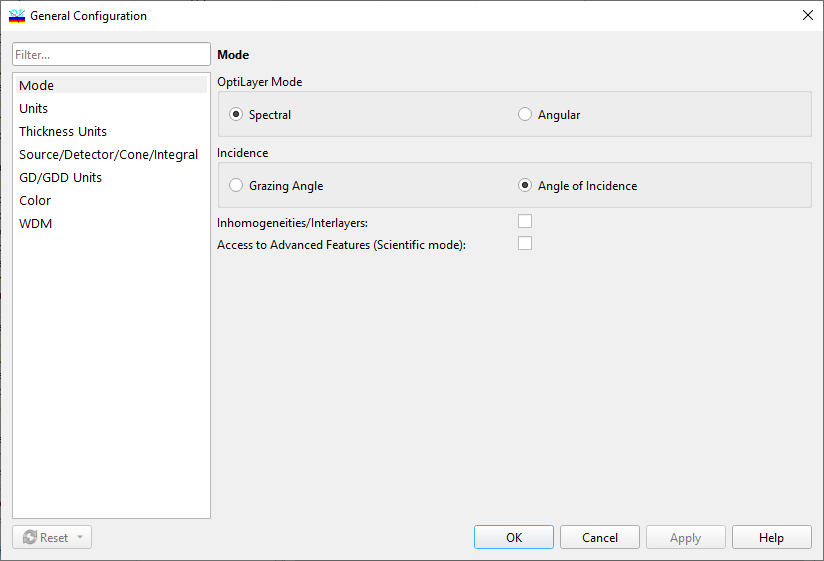 General Configuration
Filter...
Mode
Units
Thickness Units
Source/Detector/Cone/Integral
GD/GDD Units
Color
WDM
Mode
OptiLayer Mode
Spectral
Angular
Incidence
Grazing Angle
Angle of Incidence
Inhomogeneities/Interlayers:
Access to Advanced Features (Scientific mode):
Reset
OK
Cancel
Apply
Help